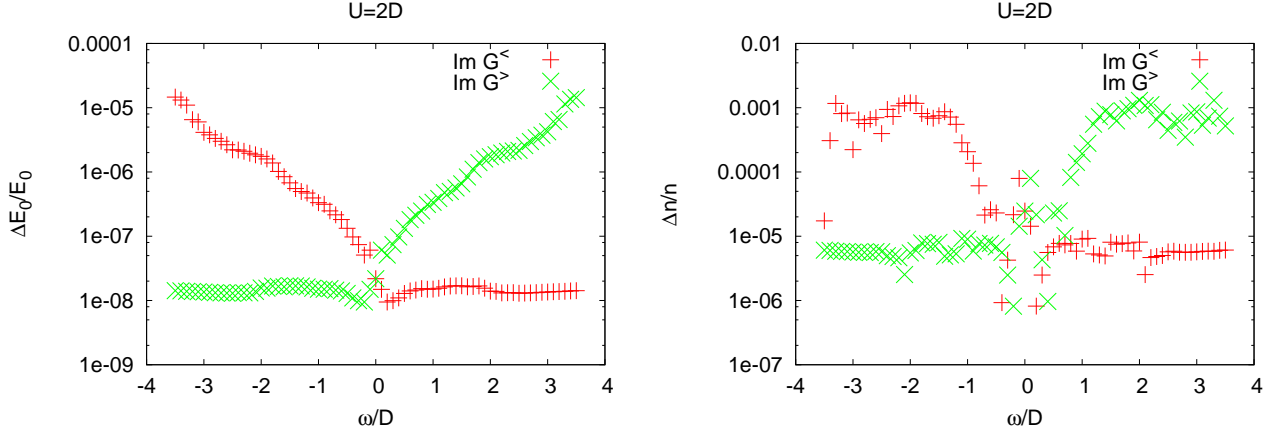 U=2D
0.0001
1e-05
1e-06
1e-07
1e-08
1e-09
-4 -3 -2 -1 0 1 2 3 4
ΔE₀/E₀
ω/D
Im G<
Im G>
U=2D
0.01
0.001
0.0001
1e-05
1e-06
1e-07
-4 -3 -2 -1 0 1 2 3 4
Δn/n
ω/D
Im G<
Im G>